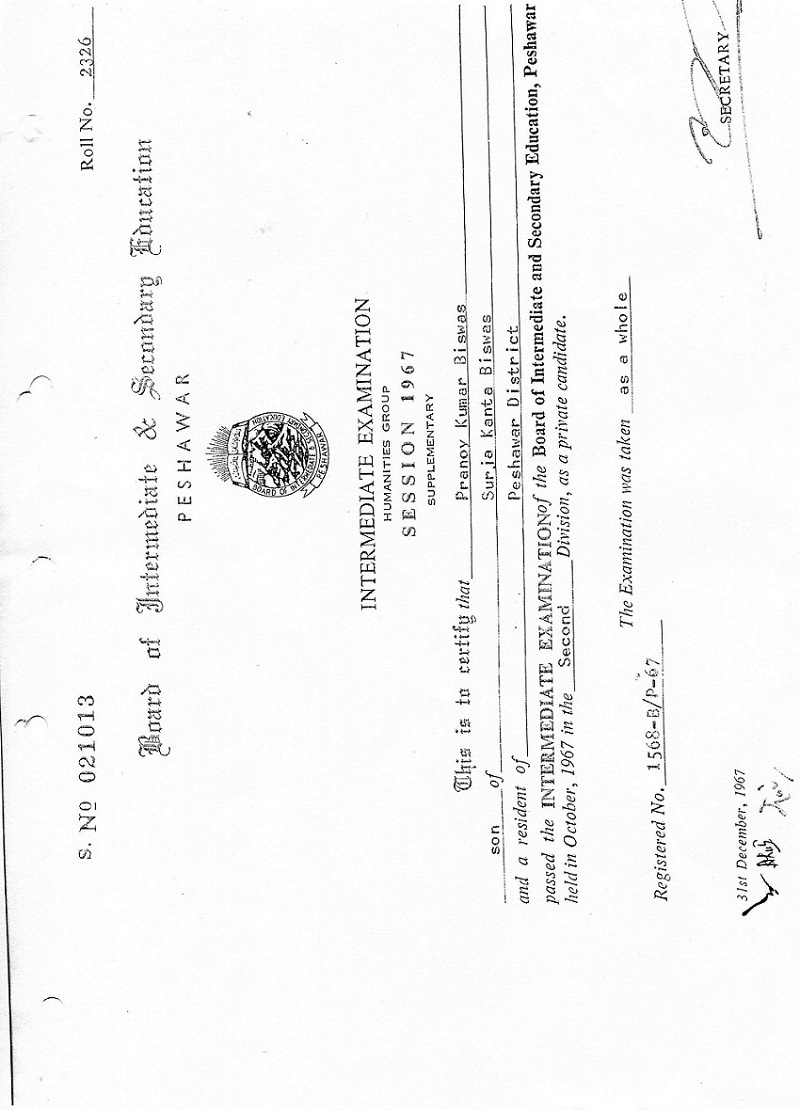 S. Nº 021013 Roll No. 2326
Board of Intermediate & Secondary Education
PESHAWAR
BOARD OF INTERMEDIATE & SECONDARY EDUCATION
PESHAWAR
INTERMEDIATE EXAMINATION
HUMANITIES GROUP
SESSION 1967
SUPPLEMENTARY
This is to certify that Pranoy Kumar Biswas
son of Surja Kanta Biswas
and a resident of Peshawar District
passed the INTERMEDIATE EXAMINATION of the Board of Intermediate and Secondary Education, Peshawar
held in October, 1967 in the Second Division, as a private candidate.
The Examination was taken as a whole
Registered No. 1568-B/P-67
31st December, 1967
SECRETARY